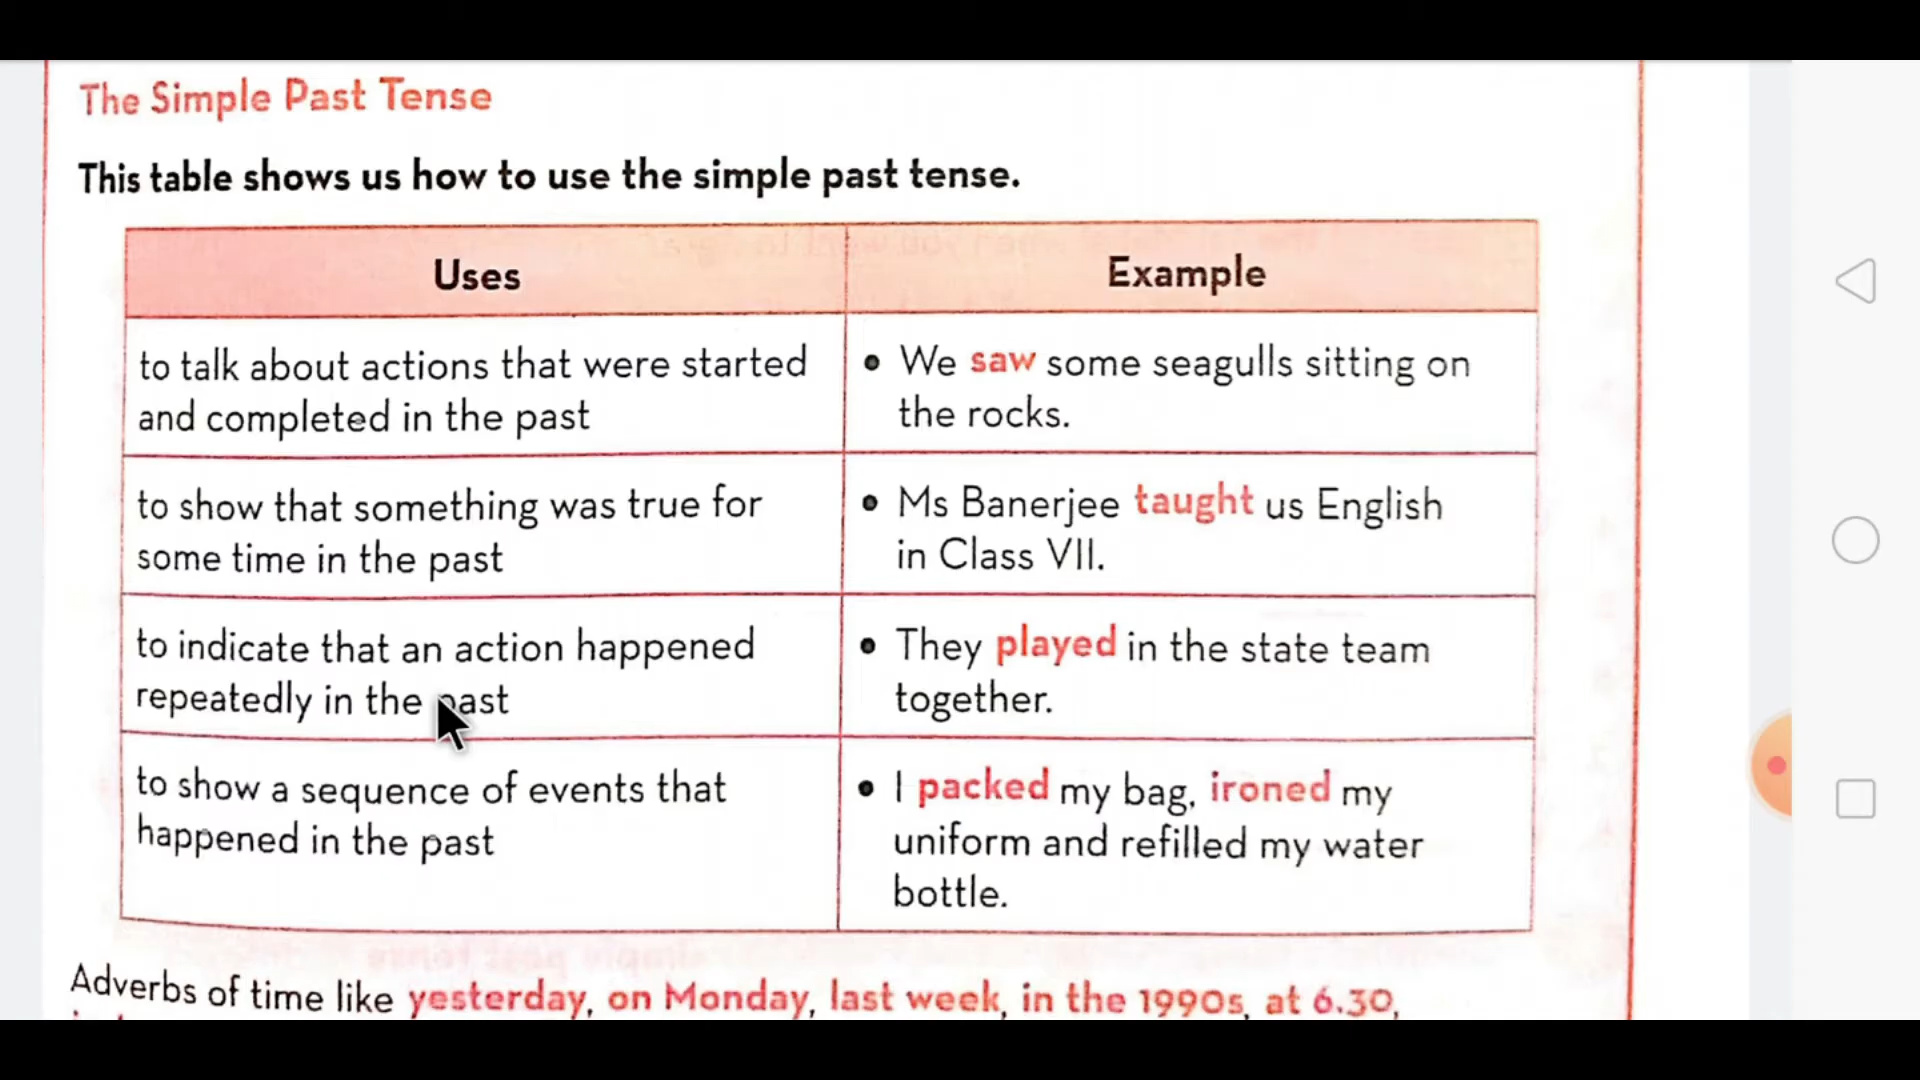 The Simple Past Tense
This table shows us how to use the simple past tense.
Uses
Example
to talk about actions that were started
and completed in the past
• We saw some seagulls sitting on
the rocks.
to show that something was true for
some time in the past
• Ms Banerjee taught us English
in Class VII.
to indicate that an action happened
repeatedly in the past
• They played in the state team
together.
to show a sequence of events that
happened in the past
• I packed my bag, ironed my
uniform and refilled my water
bottle.
Adverbs of time like yesterday, on Monday, last week, in the 1990s, at 6.30,